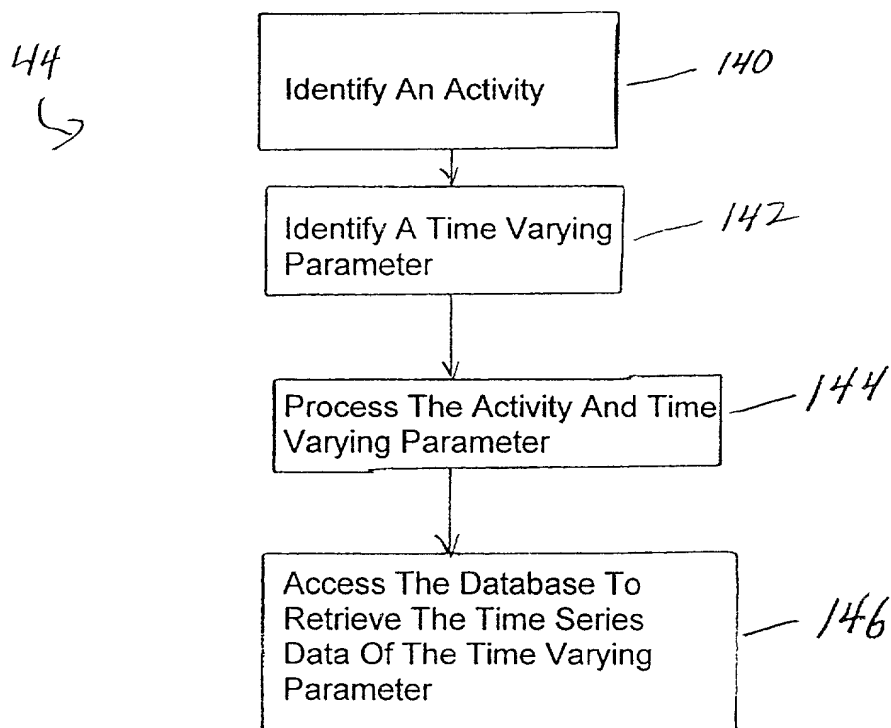 44
Identify An Activity
140
Identify A Time Varying
Parameter
142
Process The Activity And Time
Varying Parameter
144
Access The Database To
Retrieve The Time Series
Data Of The Time Varying
Parameter
146